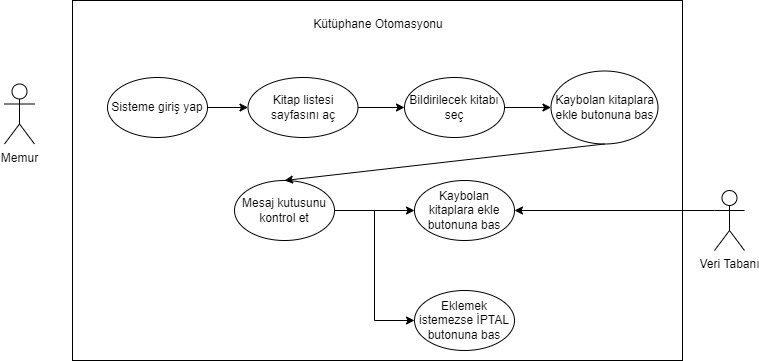 Kütüphane Otomasyonu
Memur
Sisteme giriş yap
Kitap listesi
sayfasını aç
Bildirilecek kitabı
seç
Kaybolan kitaplara
ekle butonuna bas
Mesaj kutusunu
kontrol et
Kaybolan
kitaplara ekle
butonuna bas
Veri Tabanı
Eklemek
istemezse İPTAL
butonuna bas